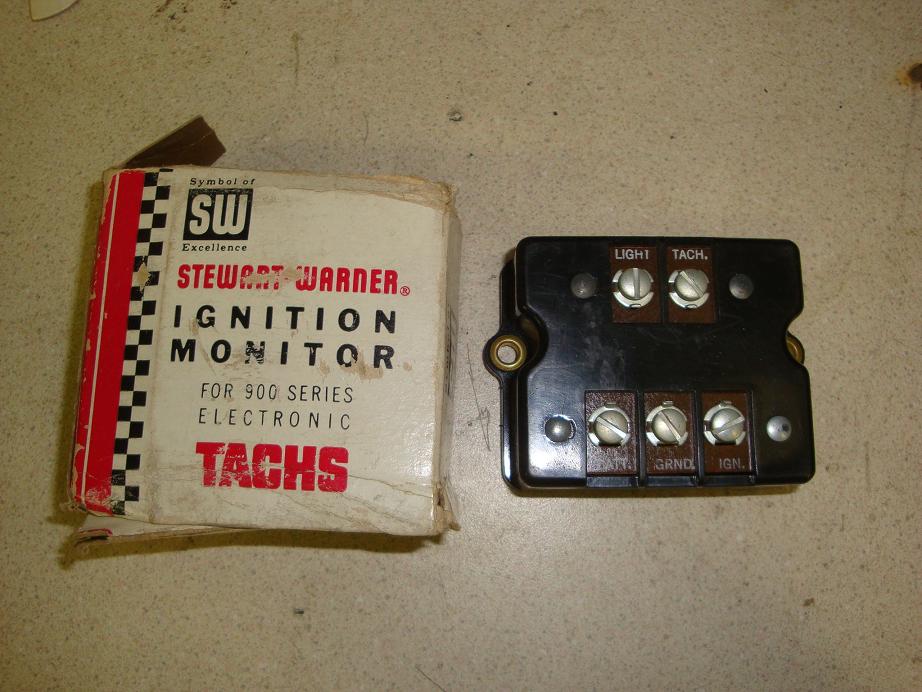 Symbol of
SW
Excellence
STEWART-WARNER®
IGNITION
MONITOR
FOR 900 SERIES
ELECTRONIC
TACHS
LIGHT TACH.
GRND. IGN.